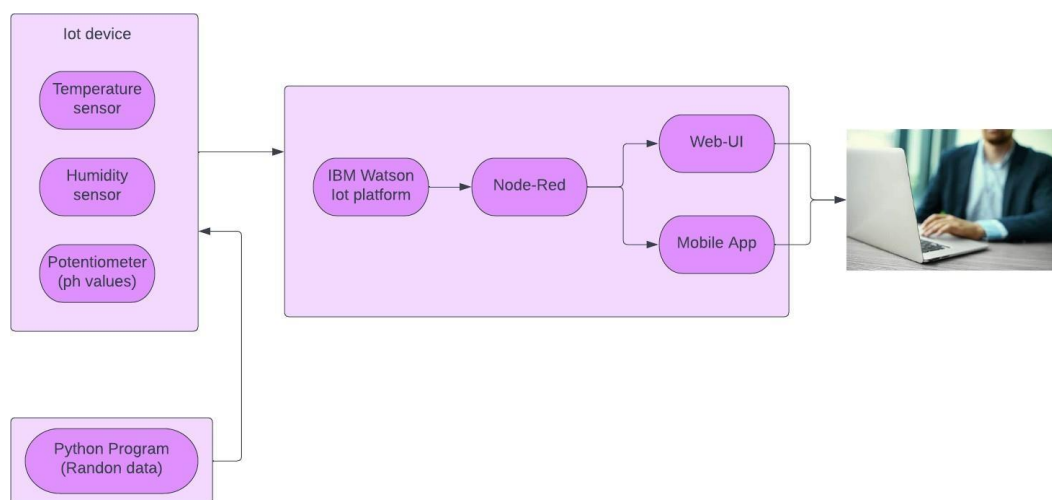 Iot device
Temperature
sensor
Humidity
sensor
Potentiometer
(ph values)
IBM Watson
Iot platform
Node-Red
Web-UI
Mobile App
Python Program
(Randon data)